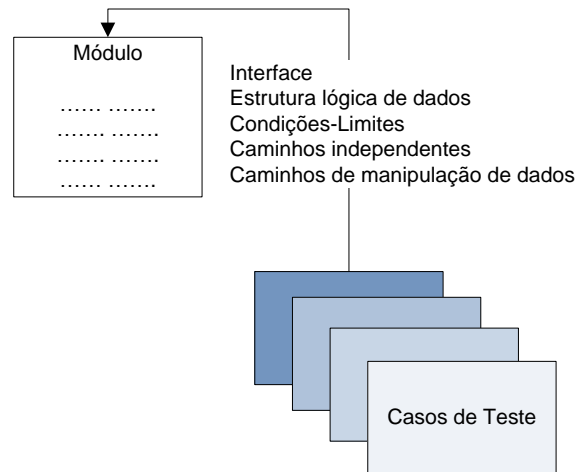 Módulo
…… …….
……. …….
…… …….
…… …….
Interface
Estrutura lógica de dados
Condições-Limites
Caminhos independentes
Caminhos de manipulação de dados
Casos de Teste